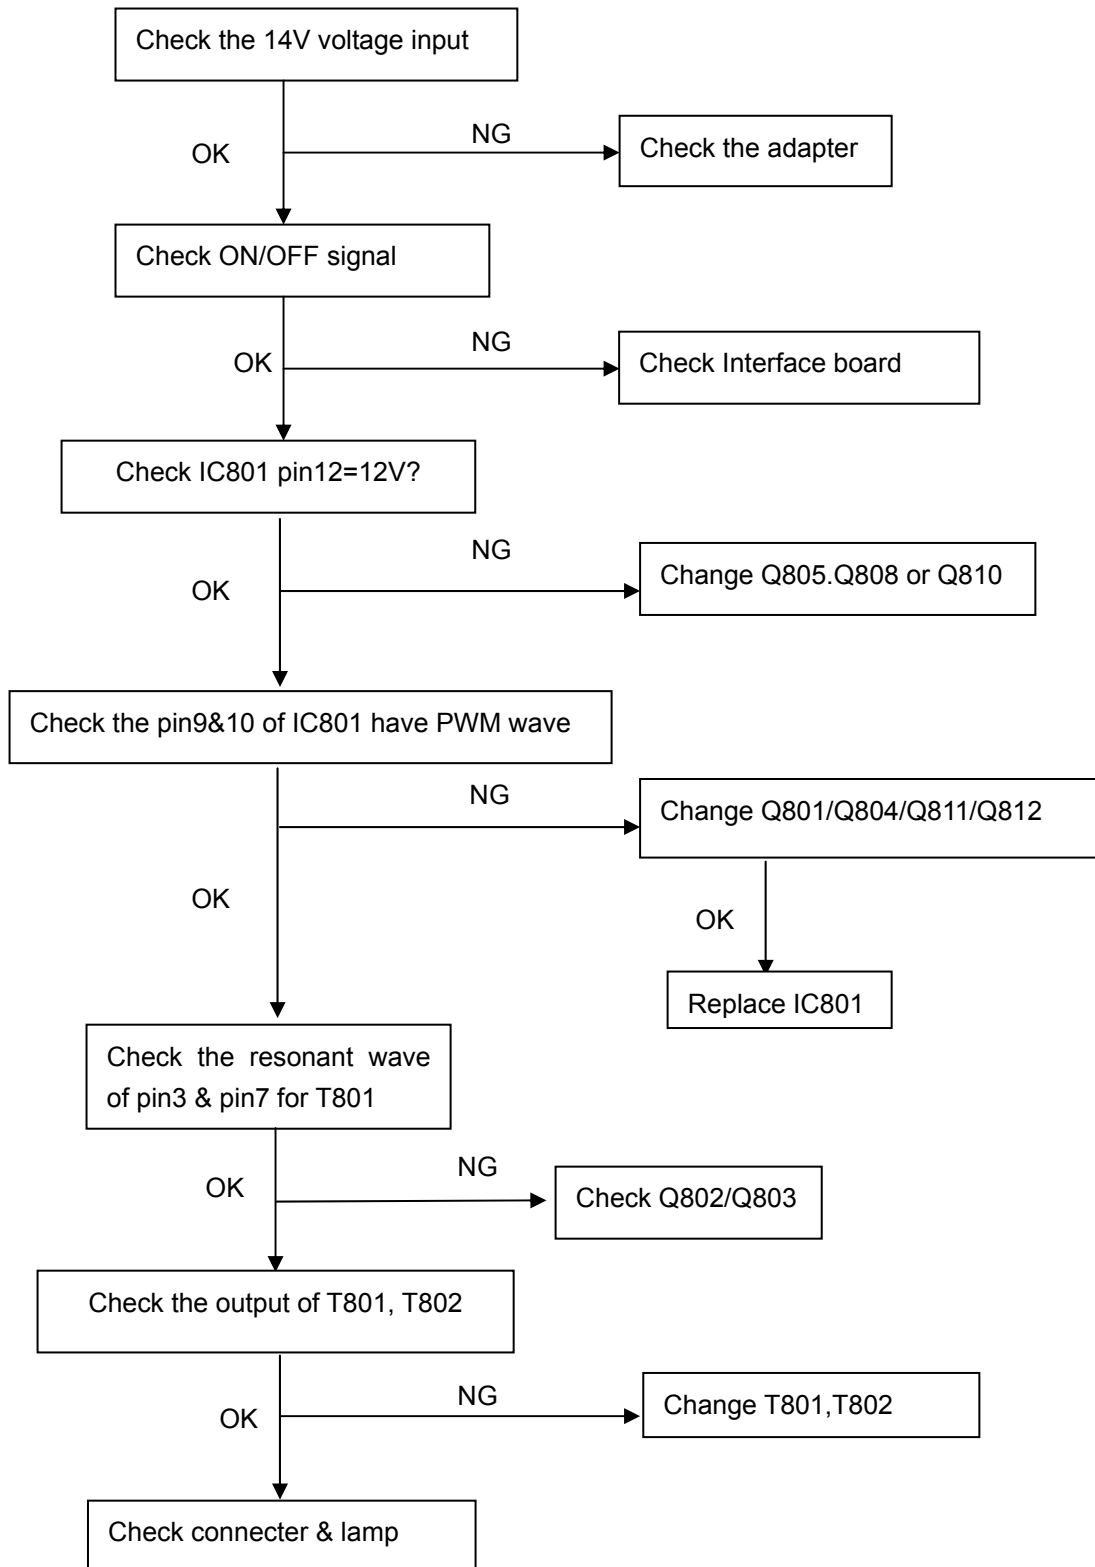 Check the 14V voltage input
NG
OK
Check the adapter
Check ON/OFF signal
NG
OK
Check Interface board
Check IC801 pin12=12V?
NG
OK
Change Q805.Q808 or Q810
Check the pin9&10 of IC801 have PWM wave
NG
Change Q801/Q804/Q811/Q812
OK
OK
Replace IC801
Check the resonant wave
of pin3 & pin7 for T801
NG
OK
Check Q802/Q803
Check the output of T801, T802
NG
OK
Change T801,T802
Check connecter & lamp